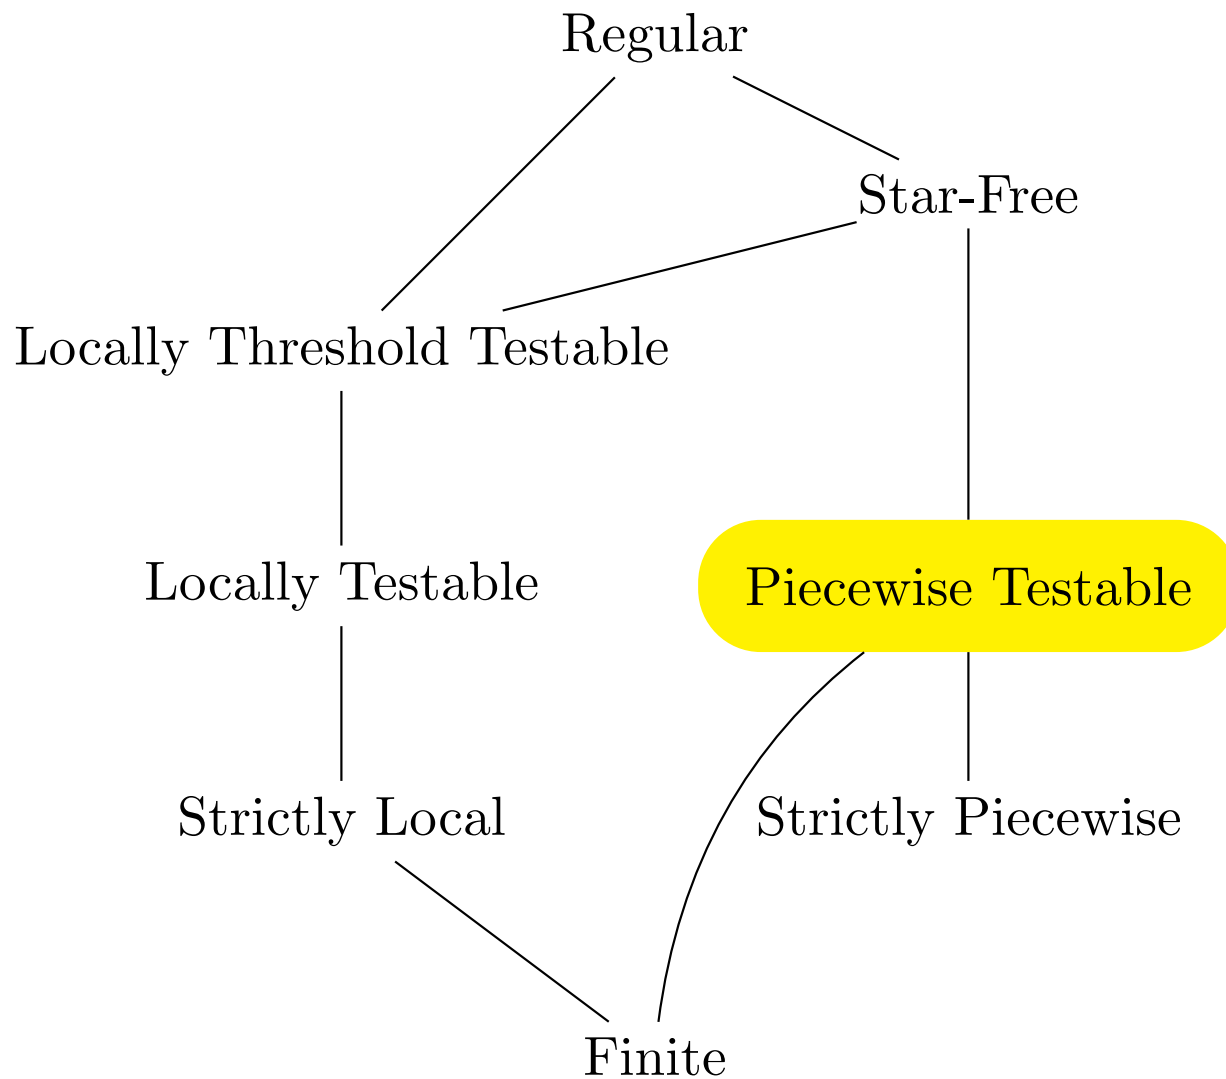 Regular
Star-Free
Locally Threshold Testable
Locally Testable
Piecewise Testable
Strictly Local
Strictly Piecewise
Finite